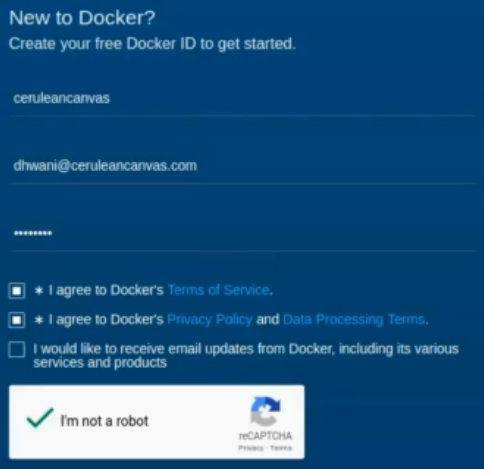 New to Docker?
Create your free Docker ID to get started.
ceruleancanvas
dhwani@ceruleancanvas.com
••••••••
* I agree to Docker's Terms of Service.
* I agree to Docker's Privacy Policy and Data Processing Terms.
I would like to receive email updates from Docker, including its various
services and products
I'm not a robot
reCAPTCHA
Privacy - Terms